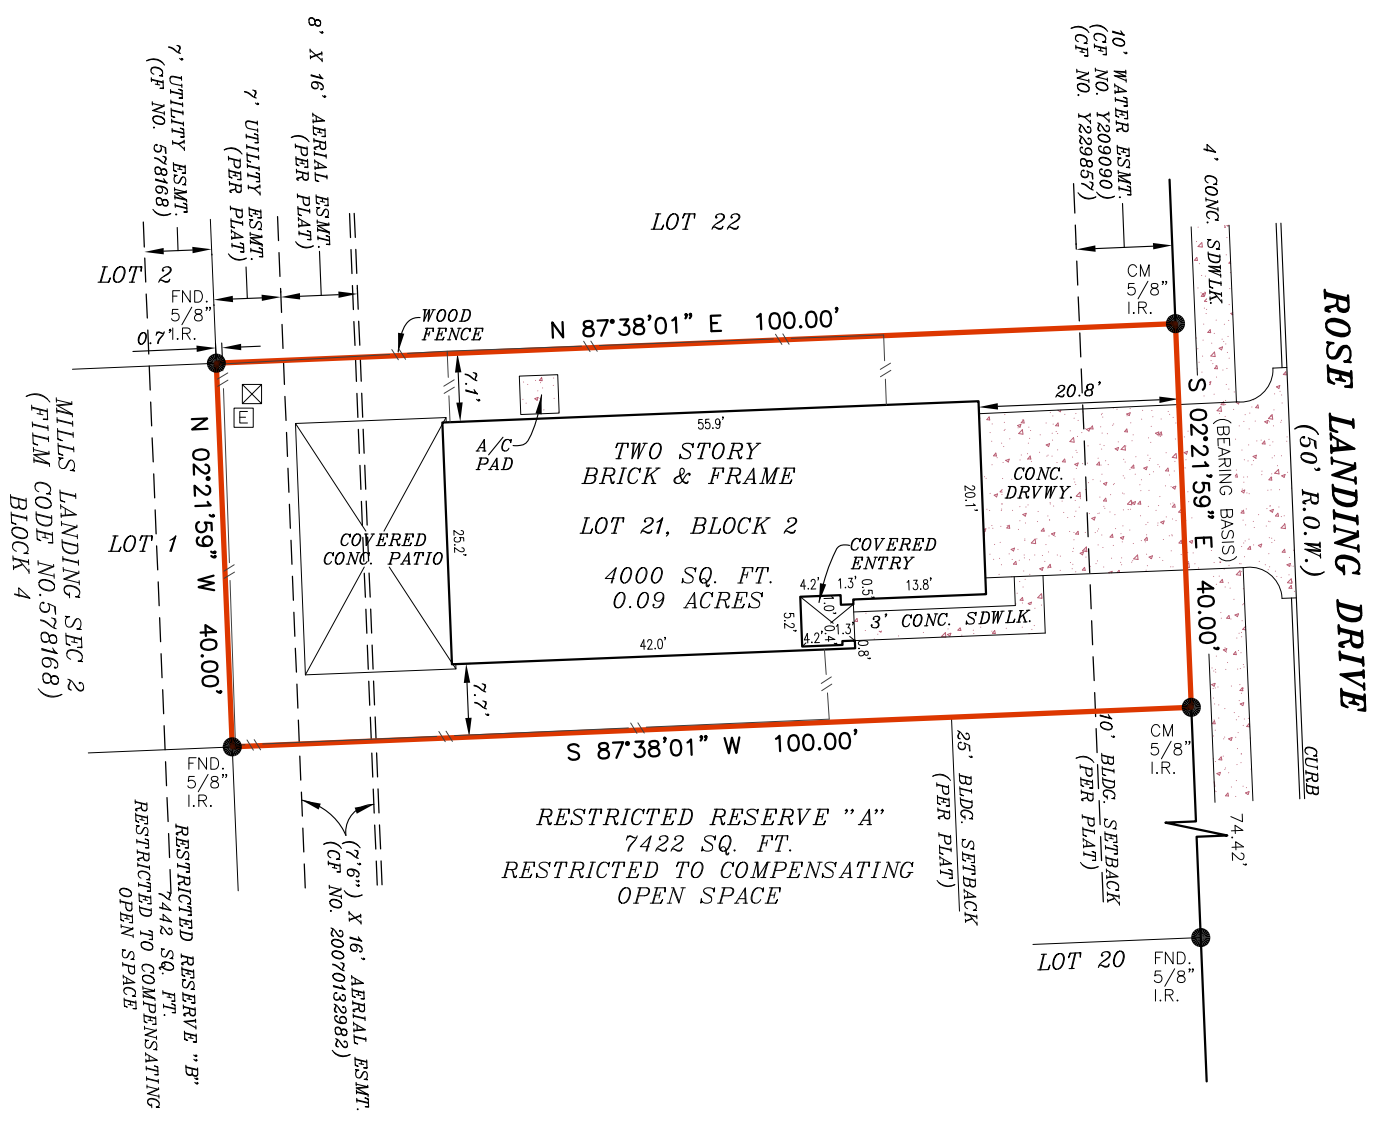 8' X 16' AERIAL ESMT.
(PER PLAT)
7' UTILITY ESMT.
(CF NO. 578168)
7' UTILITY ESMT.
(PER PLAT)
10' WATER ESMT.
(CF NO. Y209090)
(CF NO. Y229857)
4' CONC. SDWLK.
LOT 22
LOT 2
FND.
5/8"
I.R.
0.7'
CM
5/8"
I.R.
ROSE LANDING DRIVE
(50' R.O.W.)
WOOD
FENCE
N 87°38'01" E 100.00'
7.1'
A/C
PAD
55.9'
20.8'
S 02°21'59" E 40.00'
(BEARING BASIS)
E
N 02°21'59" W 40.00'
MILLS LANDING SEC 2
(FILM CODE NO.578168)
BLOCK 4
LOT 1
TWO STORY
BRICK & FRAME
LOT 21, BLOCK 2
4000 SQ. FT.
0.09 ACRES
CONC.
DRVWY.
20.1'
25.2'
COVERED
CONC. PATIO
COVERED
ENTRY
4.2'
1.3'
0.5'
13.8'
1.0'
5.2'
4.2'
0.4'
1.3'
0.8'
3' CONC. SDWLK.
42.0'
7.7'
S 87°38'01" W 100.00'
FND.
5/8"
I.R.
CM
5/8"
I.R.
CURB
25' BLDG. SETBACK
(PER PLAT)
10' BLDG. SETBACK
(PER PLAT)
74.42'
RESTRICTED RESERVE "A"
7422 SQ. FT.
RESTRICTED TO COMPENSATING
OPEN SPACE
(7'6") X 16' AERIAL ESMT.
(CF NO. 20070132982)
RESTRICTED RESERVE "B"
7442 SQ. FT.
RESTRICTED TO COMPENSATING
OPEN SPACE
LOT 20
FND.
5/8"
I.R.